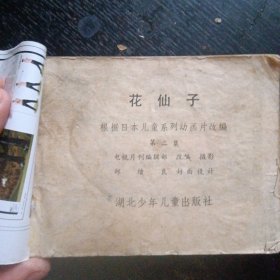 花仙子
根据日本儿童系列动画片改编
第二集
电视月刊编辑部 改编 摄影
封面设计
湖北少年儿童出版社